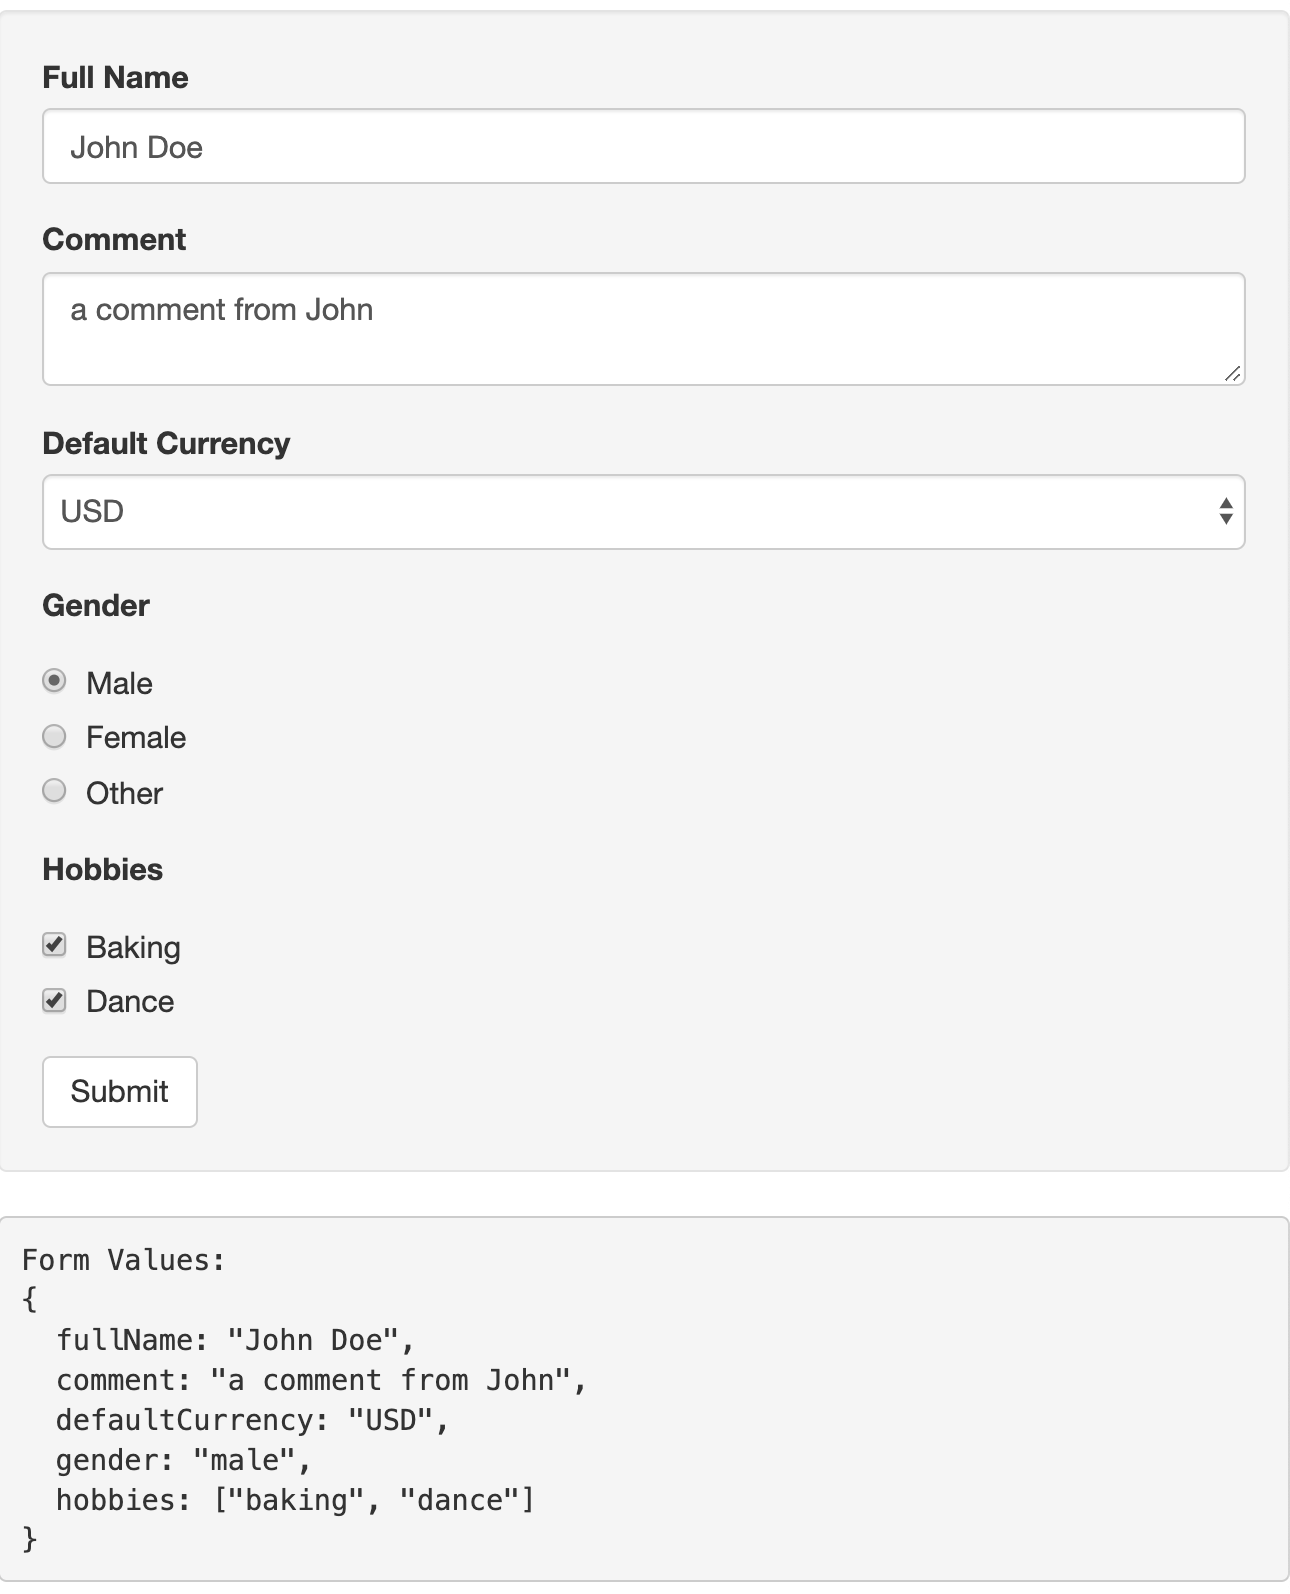 Full Name
John Doe
Comment
a comment from John
Default Currency
USD
Gender
Male
Female
Other
Hobbies
Baking
Dance
Submit
Form Values:
{
  fullName: "John Doe",
  comment: "a comment from John",
  defaultCurrency: "USD",
  gender: "male",
  hobbies: ["baking", "dance"]
}